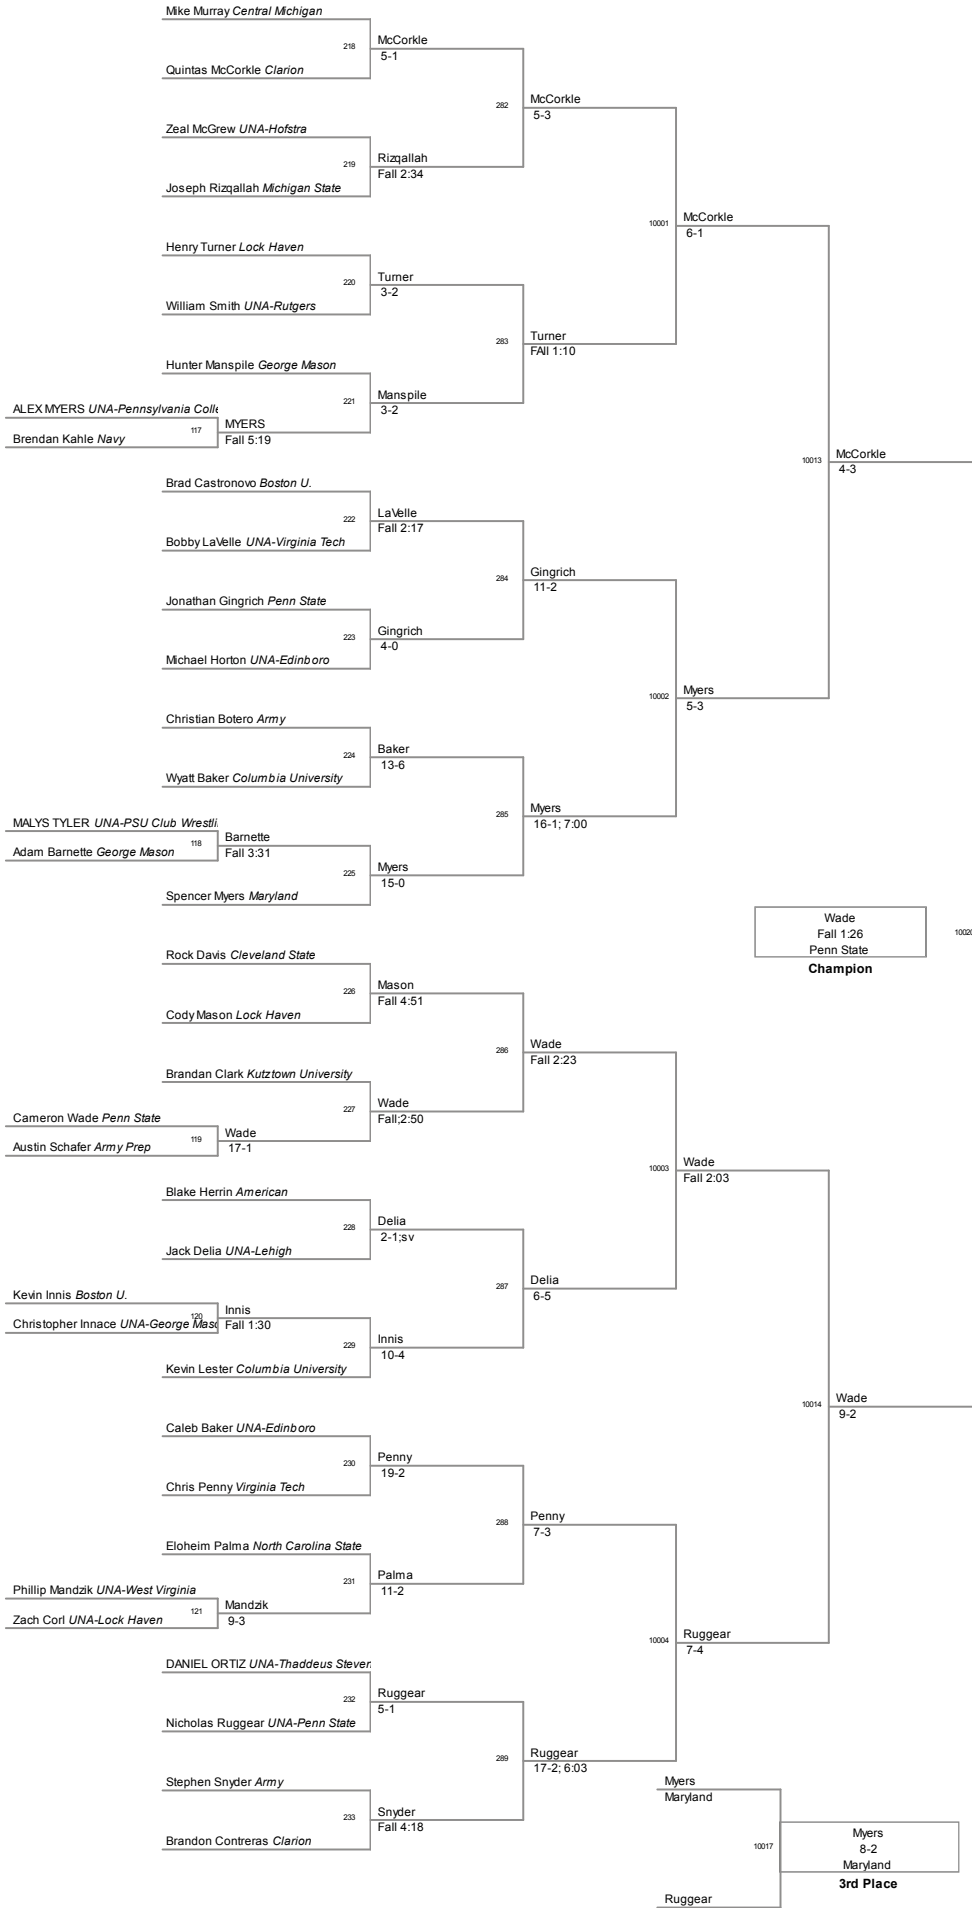 Mike Murray Central Michigan
218
McCorkle
5-1
Quintas McCorkle Clarion
282
McCorkle
5-3
Zeal McGrew UNA-Hofstra
219
Rizqallah
Fall 2:34
Joseph Rizqallah Michigan State
10001
McCorkle
6-1
Henry Turner Lock Haven
220
Turner
3-2
William Smith UNA-Rutgers
283
Turner
FAll 1:10
Hunter Manspile George Mason
221
Manspile
3-2
ALEX MYERS UNA-Pennsylvania Colle
117
MYERS
Fall 5:19
Brendan Kahle Navy
10013
McCorkle
4-3
Brad Castronovo Boston U.
222
LaVelle
Fall 2:17
Bobby LaVelle UNA-Virginia Tech
284
Gingrich
11-2
Jonathan Gingrich Penn State
223
Gingrich
4-0
Michael Horton UNA-Edinboro
10002
Myers
5-3
Christian Botero Army
224
Baker
13-6
Wyatt Baker Columbia University
285
Myers
16-1; 7:00
MALYS TYLER UNA-PSU Club Wrestli
118
Barnette
Fall 3:31
Adam Barnette George Mason
225
Myers
15-0
Spencer Myers Maryland
Wade
Fall 1:26
Penn State
Champion
10020
Rock Davis Cleveland State
226
Mason
Fall 4:51
Cody Mason Lock Haven
286
Wade
Fall 2:23
Brandan Clark Kutztown University
227
Wade
Fall;2:50
Cameron Wade Penn State
119
Wade
17-1
Austin Schafer Army Prep
10003
Wade
Fall 2:03
Blake Herrin American
228
Delia
2-1;sv
Jack Delia UNA-Lehigh
287
Delia
6-5
Kevin Innis Boston U.
120
Innis
Fall 1:30
Christopher Innace UNA-George Maso
229
Innis
10-4
Kevin Lester Columbia University
10014
Wade
9-2
Caleb Baker UNA-Edinboro
230
Penny
19-2
Chris Penny Virginia Tech
288
Penny
7-3
Eloheim Palma North Carolina State
231
Palma
11-2
Phillip Mandzik UNA-West Virginia
121
Mandzik
9-3
Zach Corl UNA-Lock Haven
10004
Ruggear
7-4
DANIEL ORTIZ UNA-Thaddeus Steven
232
Ruggear
5-1
Nicholas Ruggear UNA-Penn State
289
Ruggear
17-2; 6:03
Stephen Snyder Army
233
Snyder
Fall 4:18
Brandon Contreras Clarion
Myers
Maryland
10017
Myers
8-2
Maryland
3rd Place
Ruggear